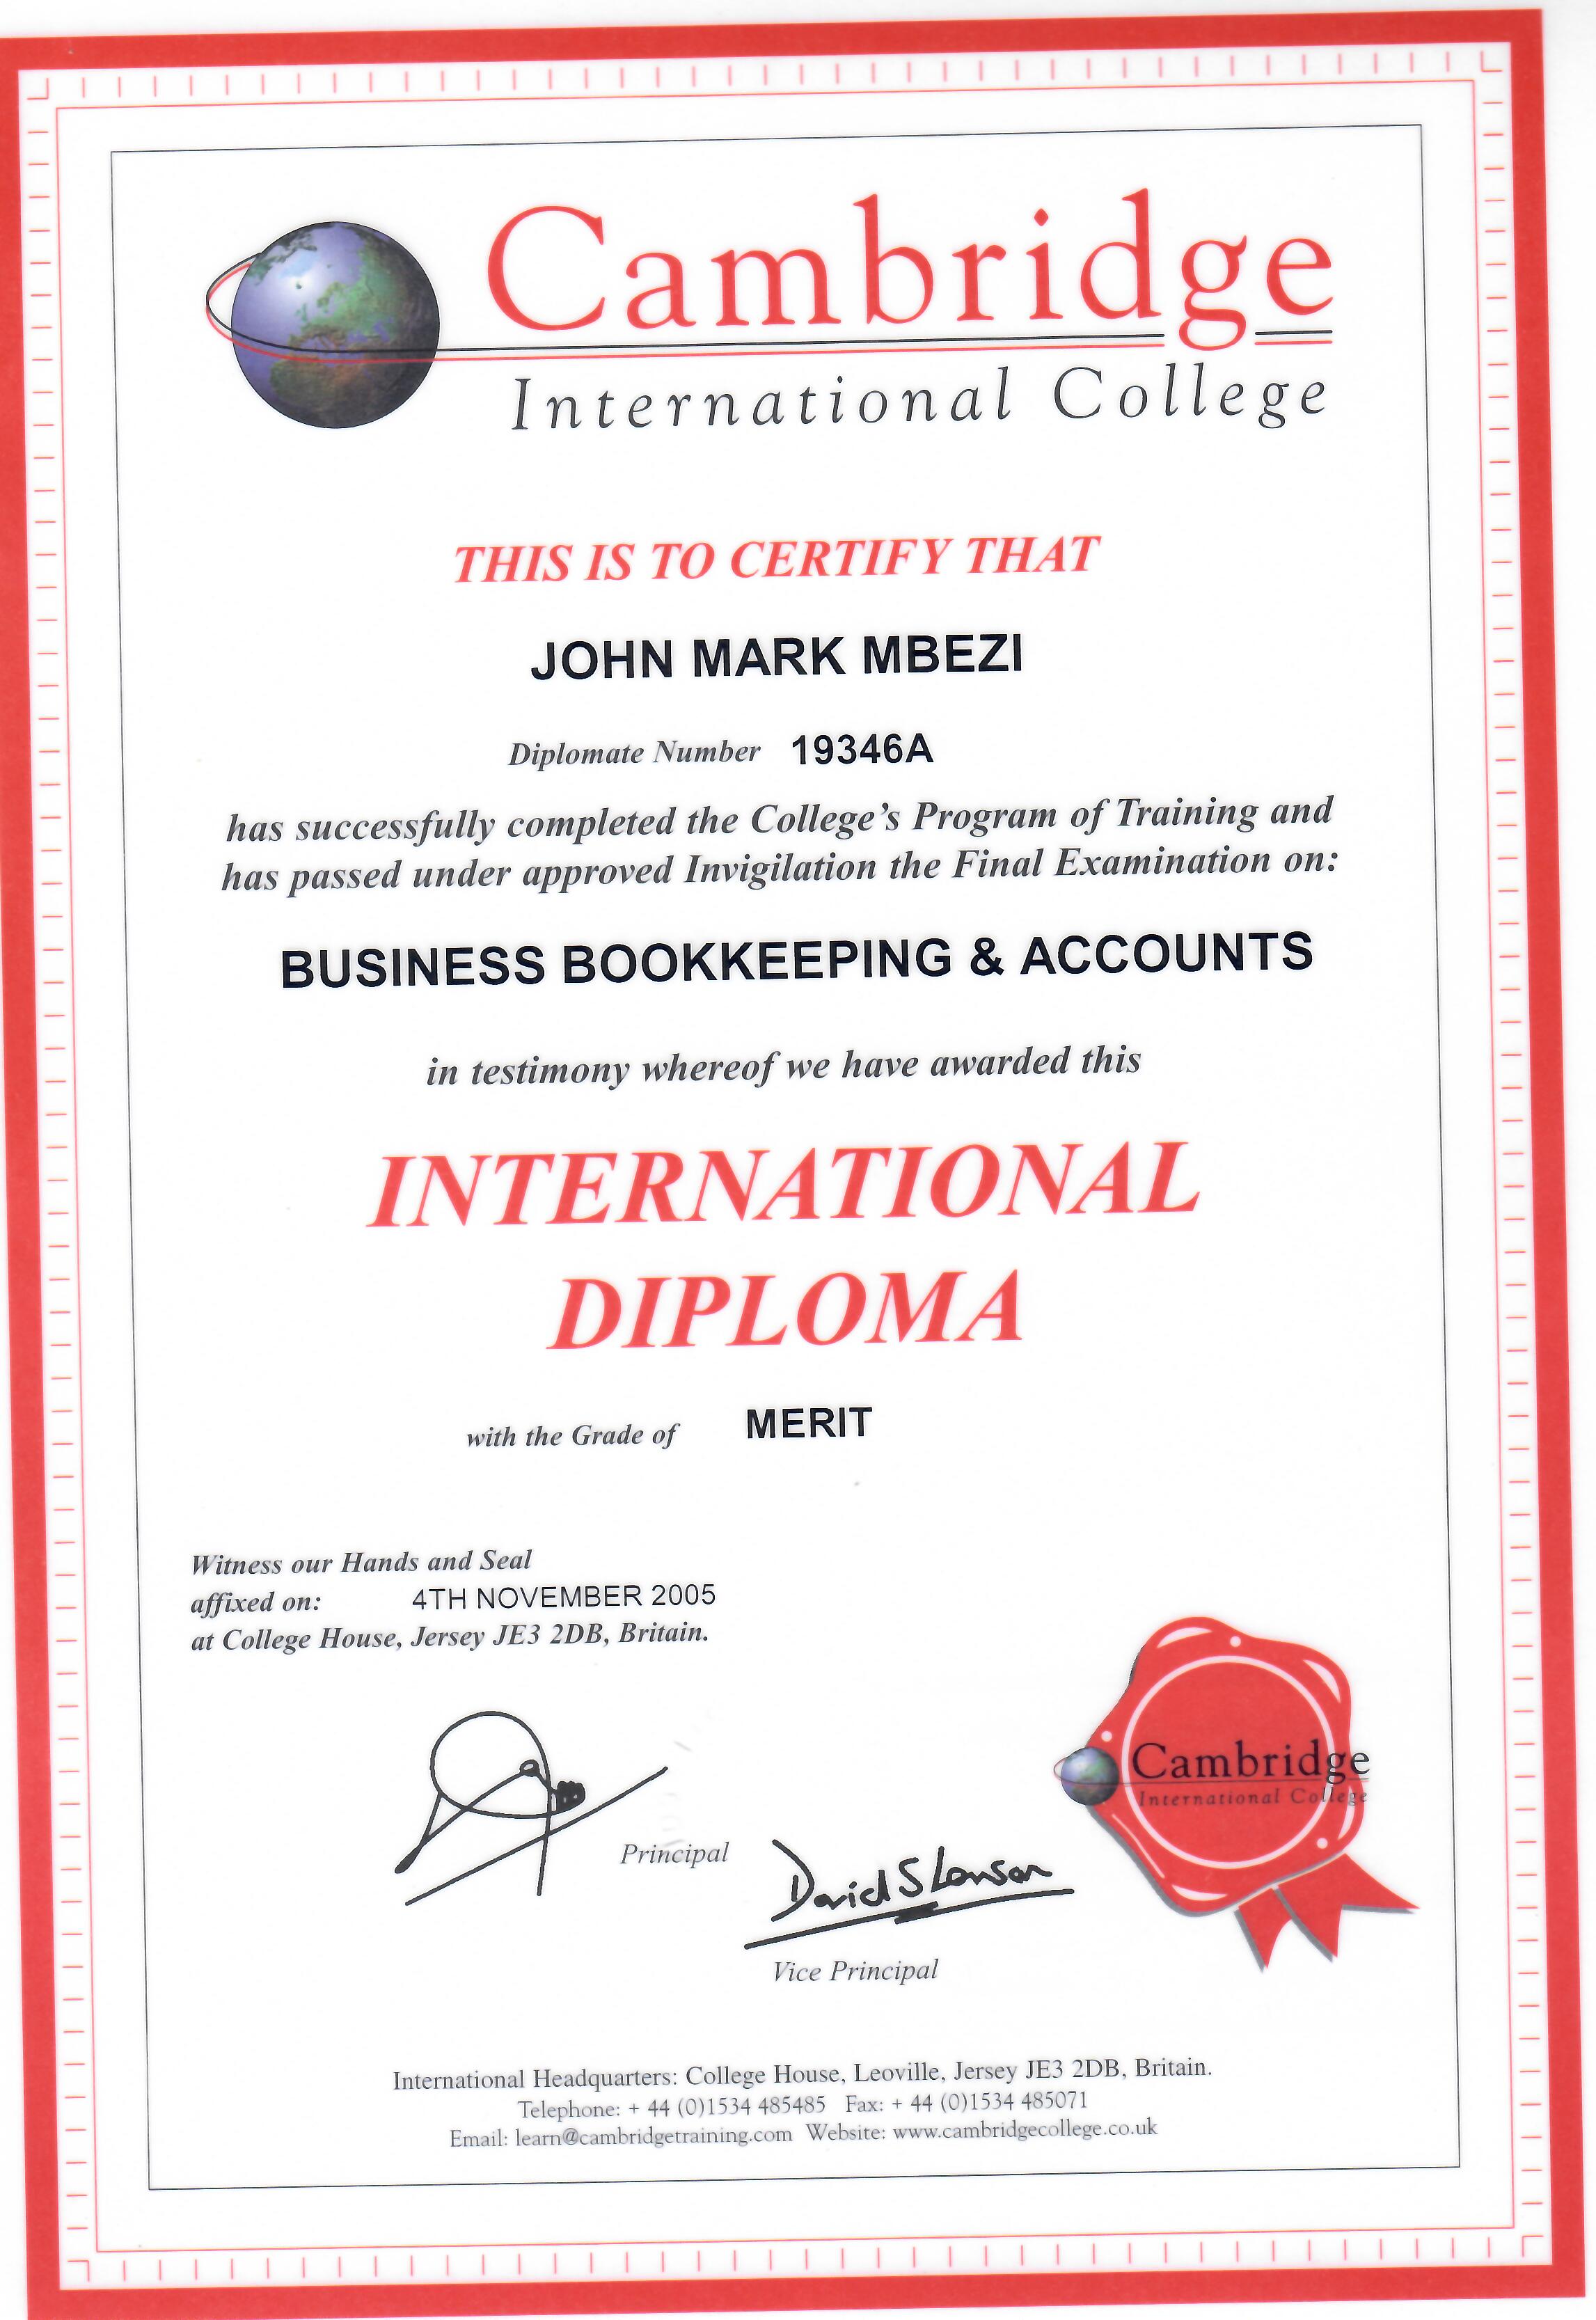 Cambridge
International College
THIS IS TO CERTIFY THAT
JOHN MARK MBEZI
Diplomate Number 19346A
has successfully completed the College's Program of Training and
has passed under approved Invigilation the Final Examination on:
BUSINESS BOOKKEEPING & ACCOUNTS
in testimony whereof we have awarded this
INTERNATIONAL
DIPLOMA
with the Grade of MERIT
Witness our Hands and Seal
affixed on: 4TH NOVEMBER 2005
at College House, Jersey JE3 2DB, Britain.
Cambridge
International College
Principal
David S Lawson
Vice Principal
International Headquarters: College House, Leoville, Jersey JE3 2DB, Britain.
Telephone: + 44 (0)1534 485485 Fax: + 44 (0)1534 485071
Email: learn@cambridgetraining.com Website: www.cambridgecollege.co.uk